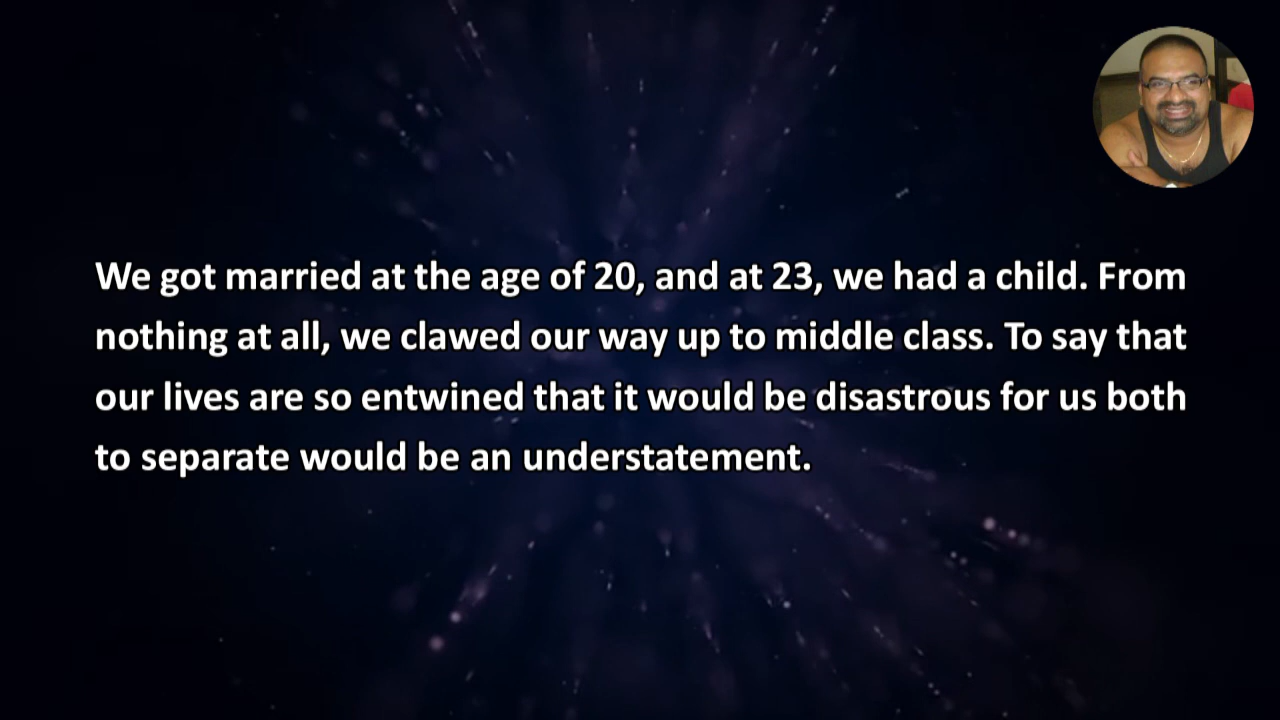 We got married at the age of 20, and at 23, we had a child. From
nothing at all, we clawed our way up to middle class. To say that
our lives are so entwined that it would be disastrous for us both
to separate would be an understatement.